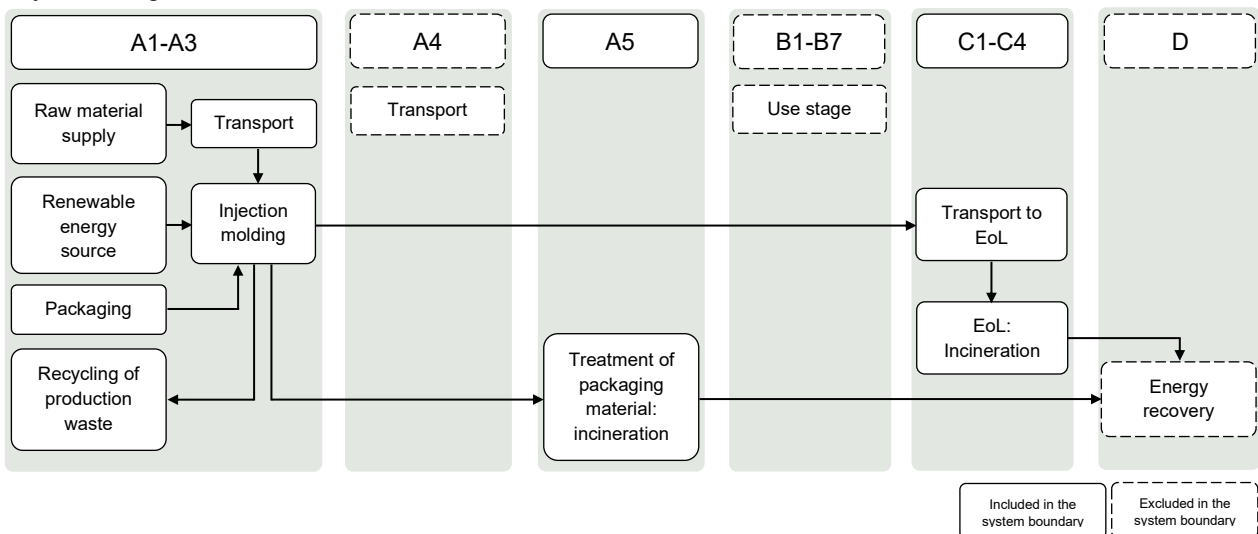 A1-A3
A4
A5
B1-B7
C1-C4
D
Raw material
supply
Transport
Transport
Use stage
Renewable
energy
source
Injection
molding
Transport to
EoL
Packaging
EoL:
Incineration
Recycling of
production
waste
Treatment of
packaging
material:
incineration
Energy
recovery
Included in the
system boundary
Excluded in the
system boundary